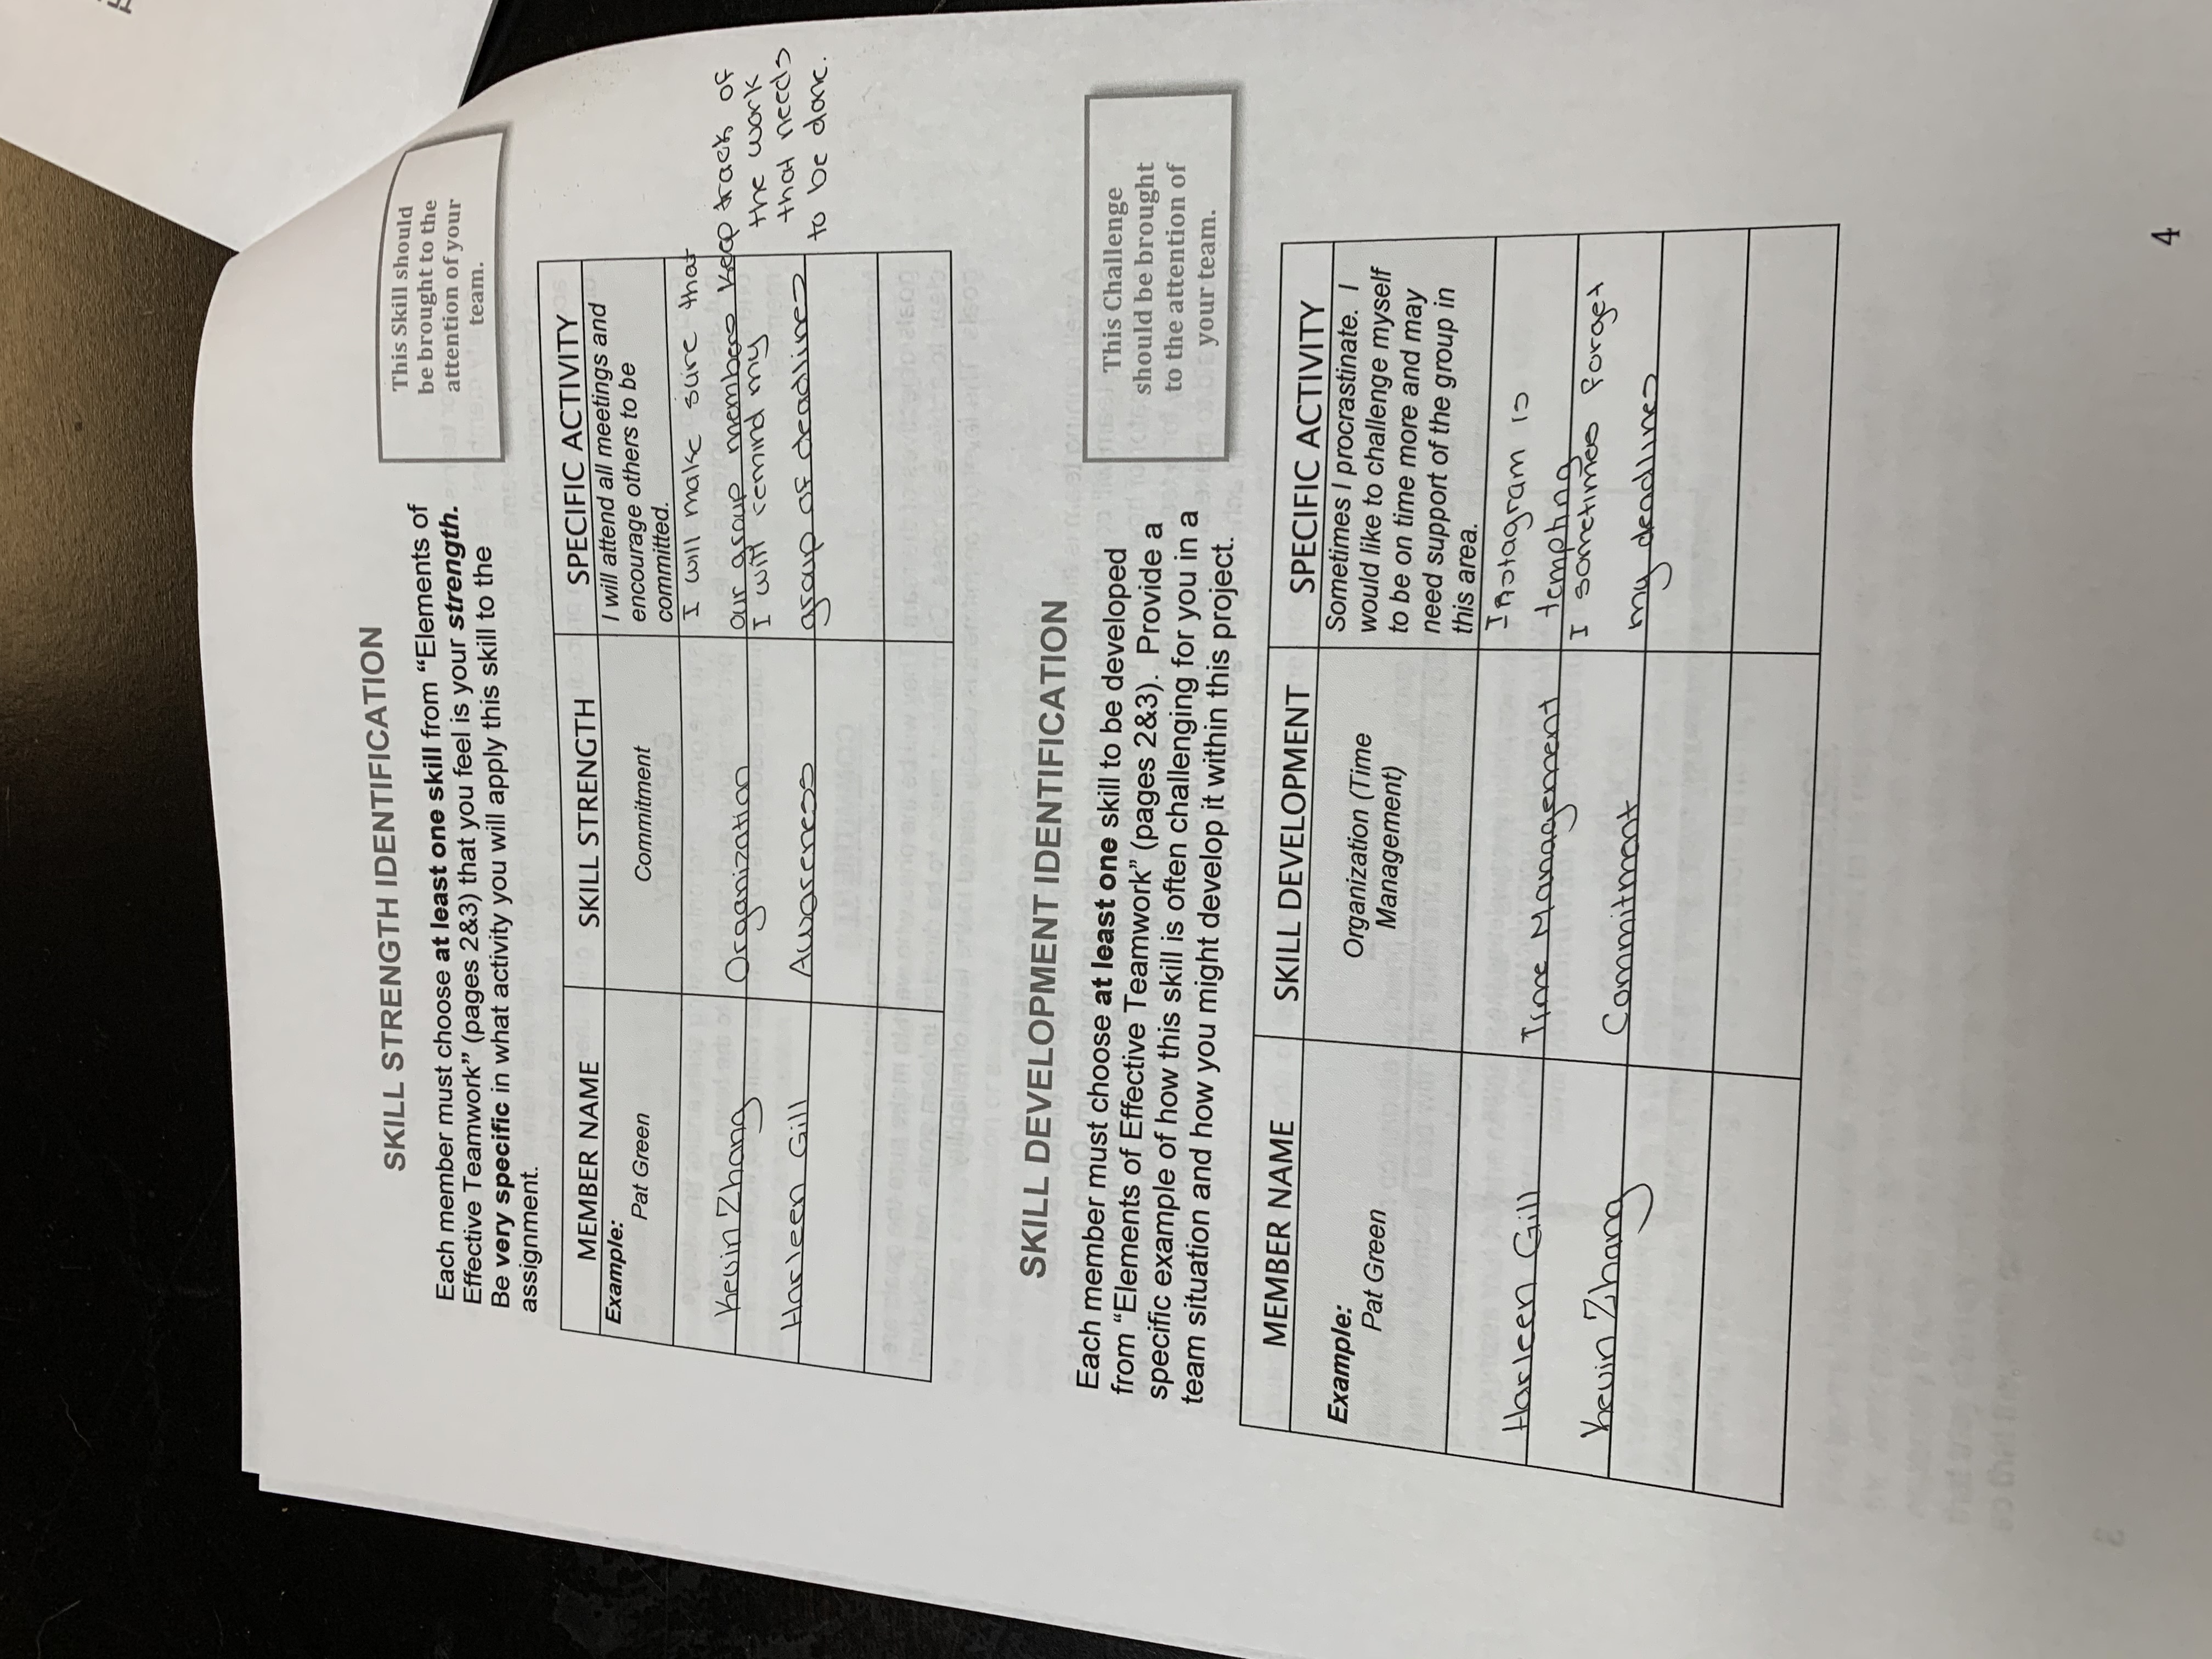 SKILL STRENGTH IDENTIFICATION
Each member must choose at least one skill from “Elements of
Effective Teamwork” (pages 2&3) that you feel is your strength.
Be very specific in what activity you will apply this skill to the
assignment.
This Skill should
be brought to the
attention of your
team.
MEMBER NAME SKILL STRENGTH SPECIFIC ACTIVITY
Example:
Pat Green
Commitment
I will attend all meetings and
encourage others to be
committed.
Kevin Zhang
Organization
I will make sure that
our group members keep track of
the work
that needs
to be done.
Harleen Gill
Awareness
I will remind my
group of deadlines
SKILL DEVELOPMENT IDENTIFICATION
Each member must choose at least one skill to be developed
from “Elements of Effective Teamwork” (pages 2&3). Provide a
specific example of how this skill is often challenging for you in a
team situation and how you might develop it within this project.
This Challenge
should be brought
to the attention of
your team.
MEMBER NAME SKILL DEVELOPMENT SPECIFIC ACTIVITY
Example:
Pat Green
Organization (Time
Management)
Sometimes I procrastinate. I
would like to challenge myself
to be on time more and may
need support of the group in
this area.
Harleen Gill
Time Management
Instagram is
tempting
Kevin Zhang
Commitment
I sometimes forget
my deadlines
4